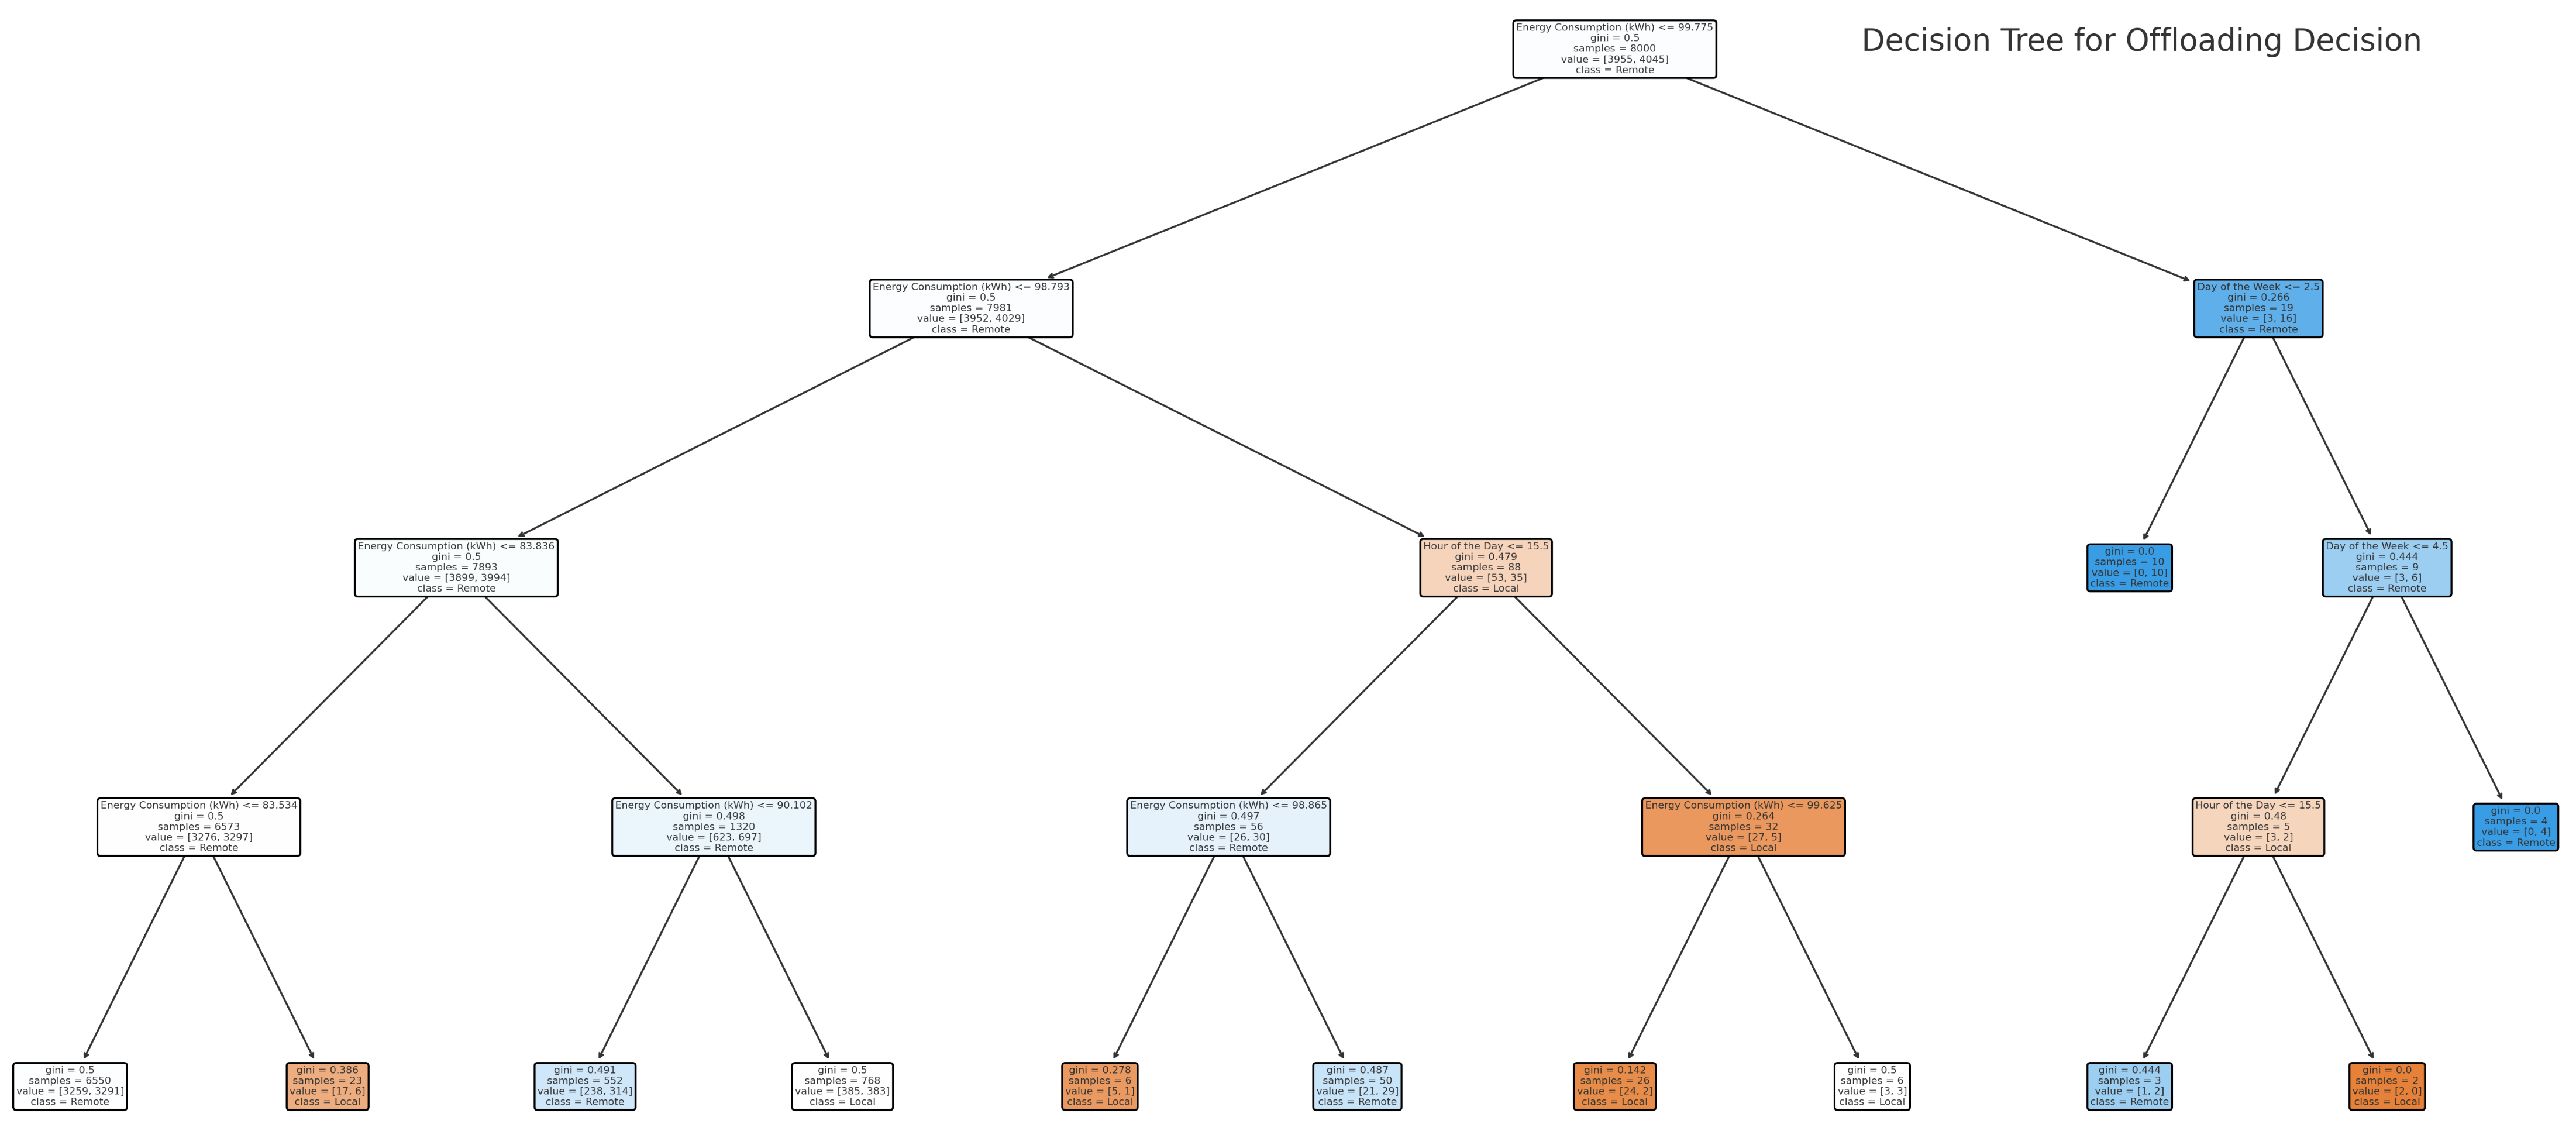 Decision Tree for Offloading Decision
Energy Consumption (kWh) <= 99.775
gini = 0.5
samples = 8000
value = [3955, 4045]
class = Remote
Energy Consumption (kWh) <= 98.793
gini = 0.5
samples = 7981
value = [3952, 4029]
class = Remote
Day of the Week <= 2.5
gini = 0.266
samples = 19
value = [3, 16]
class = Remote
Energy Consumption (kWh) <= 83.836
gini = 0.5
samples = 7893
value = [3899, 3994]
class = Remote
Hour of the Day <= 15.5
gini = 0.479
samples = 88
value = [53, 35]
class = Local
gini = 0.0
samples = 10
value = [0, 10]
class = Remote
Day of the Week <= 4.5
gini = 0.444
samples = 9
value = [3, 6]
class = Remote
Energy Consumption (kWh) <= 83.534
gini = 0.5
samples = 6573
value = [3276, 3297]
class = Remote
Energy Consumption (kWh) <= 90.102
gini = 0.498
samples = 1320
value = [623, 697]
class = Remote
Energy Consumption (kWh) <= 98.865
gini = 0.497
samples = 56
value = [26, 30]
class = Remote
Energy Consumption (kWh) <= 99.625
gini = 0.264
samples = 32
value = [27, 5]
class = Local
Hour of the Day <= 15.5
gini = 0.48
samples = 5
value = [3, 2]
class = Local
gini = 0.0
samples = 4
value = [0, 4]
class = Remote
gini = 0.5
samples = 6550
value = [3259, 3291]
class = Remote
gini = 0.386
samples = 23
value = [17, 6]
class = Local
gini = 0.491
samples = 552
value = [238, 314]
class = Remote
gini = 0.5
samples = 768
value = [385, 383]
class = Local
gini = 0.278
samples = 6
value = [5, 1]
class = Local
gini = 0.487
samples = 50
value = [21, 29]
class = Remote
gini = 0.142
samples = 26
value = [24, 2]
class = Local
gini = 0.5
samples = 6
value = [3, 3]
class = Local
gini = 0.444
samples = 3
value = [1, 2]
class = Remote
gini = 0.0
samples = 2
value = [2, 0]
class = Local